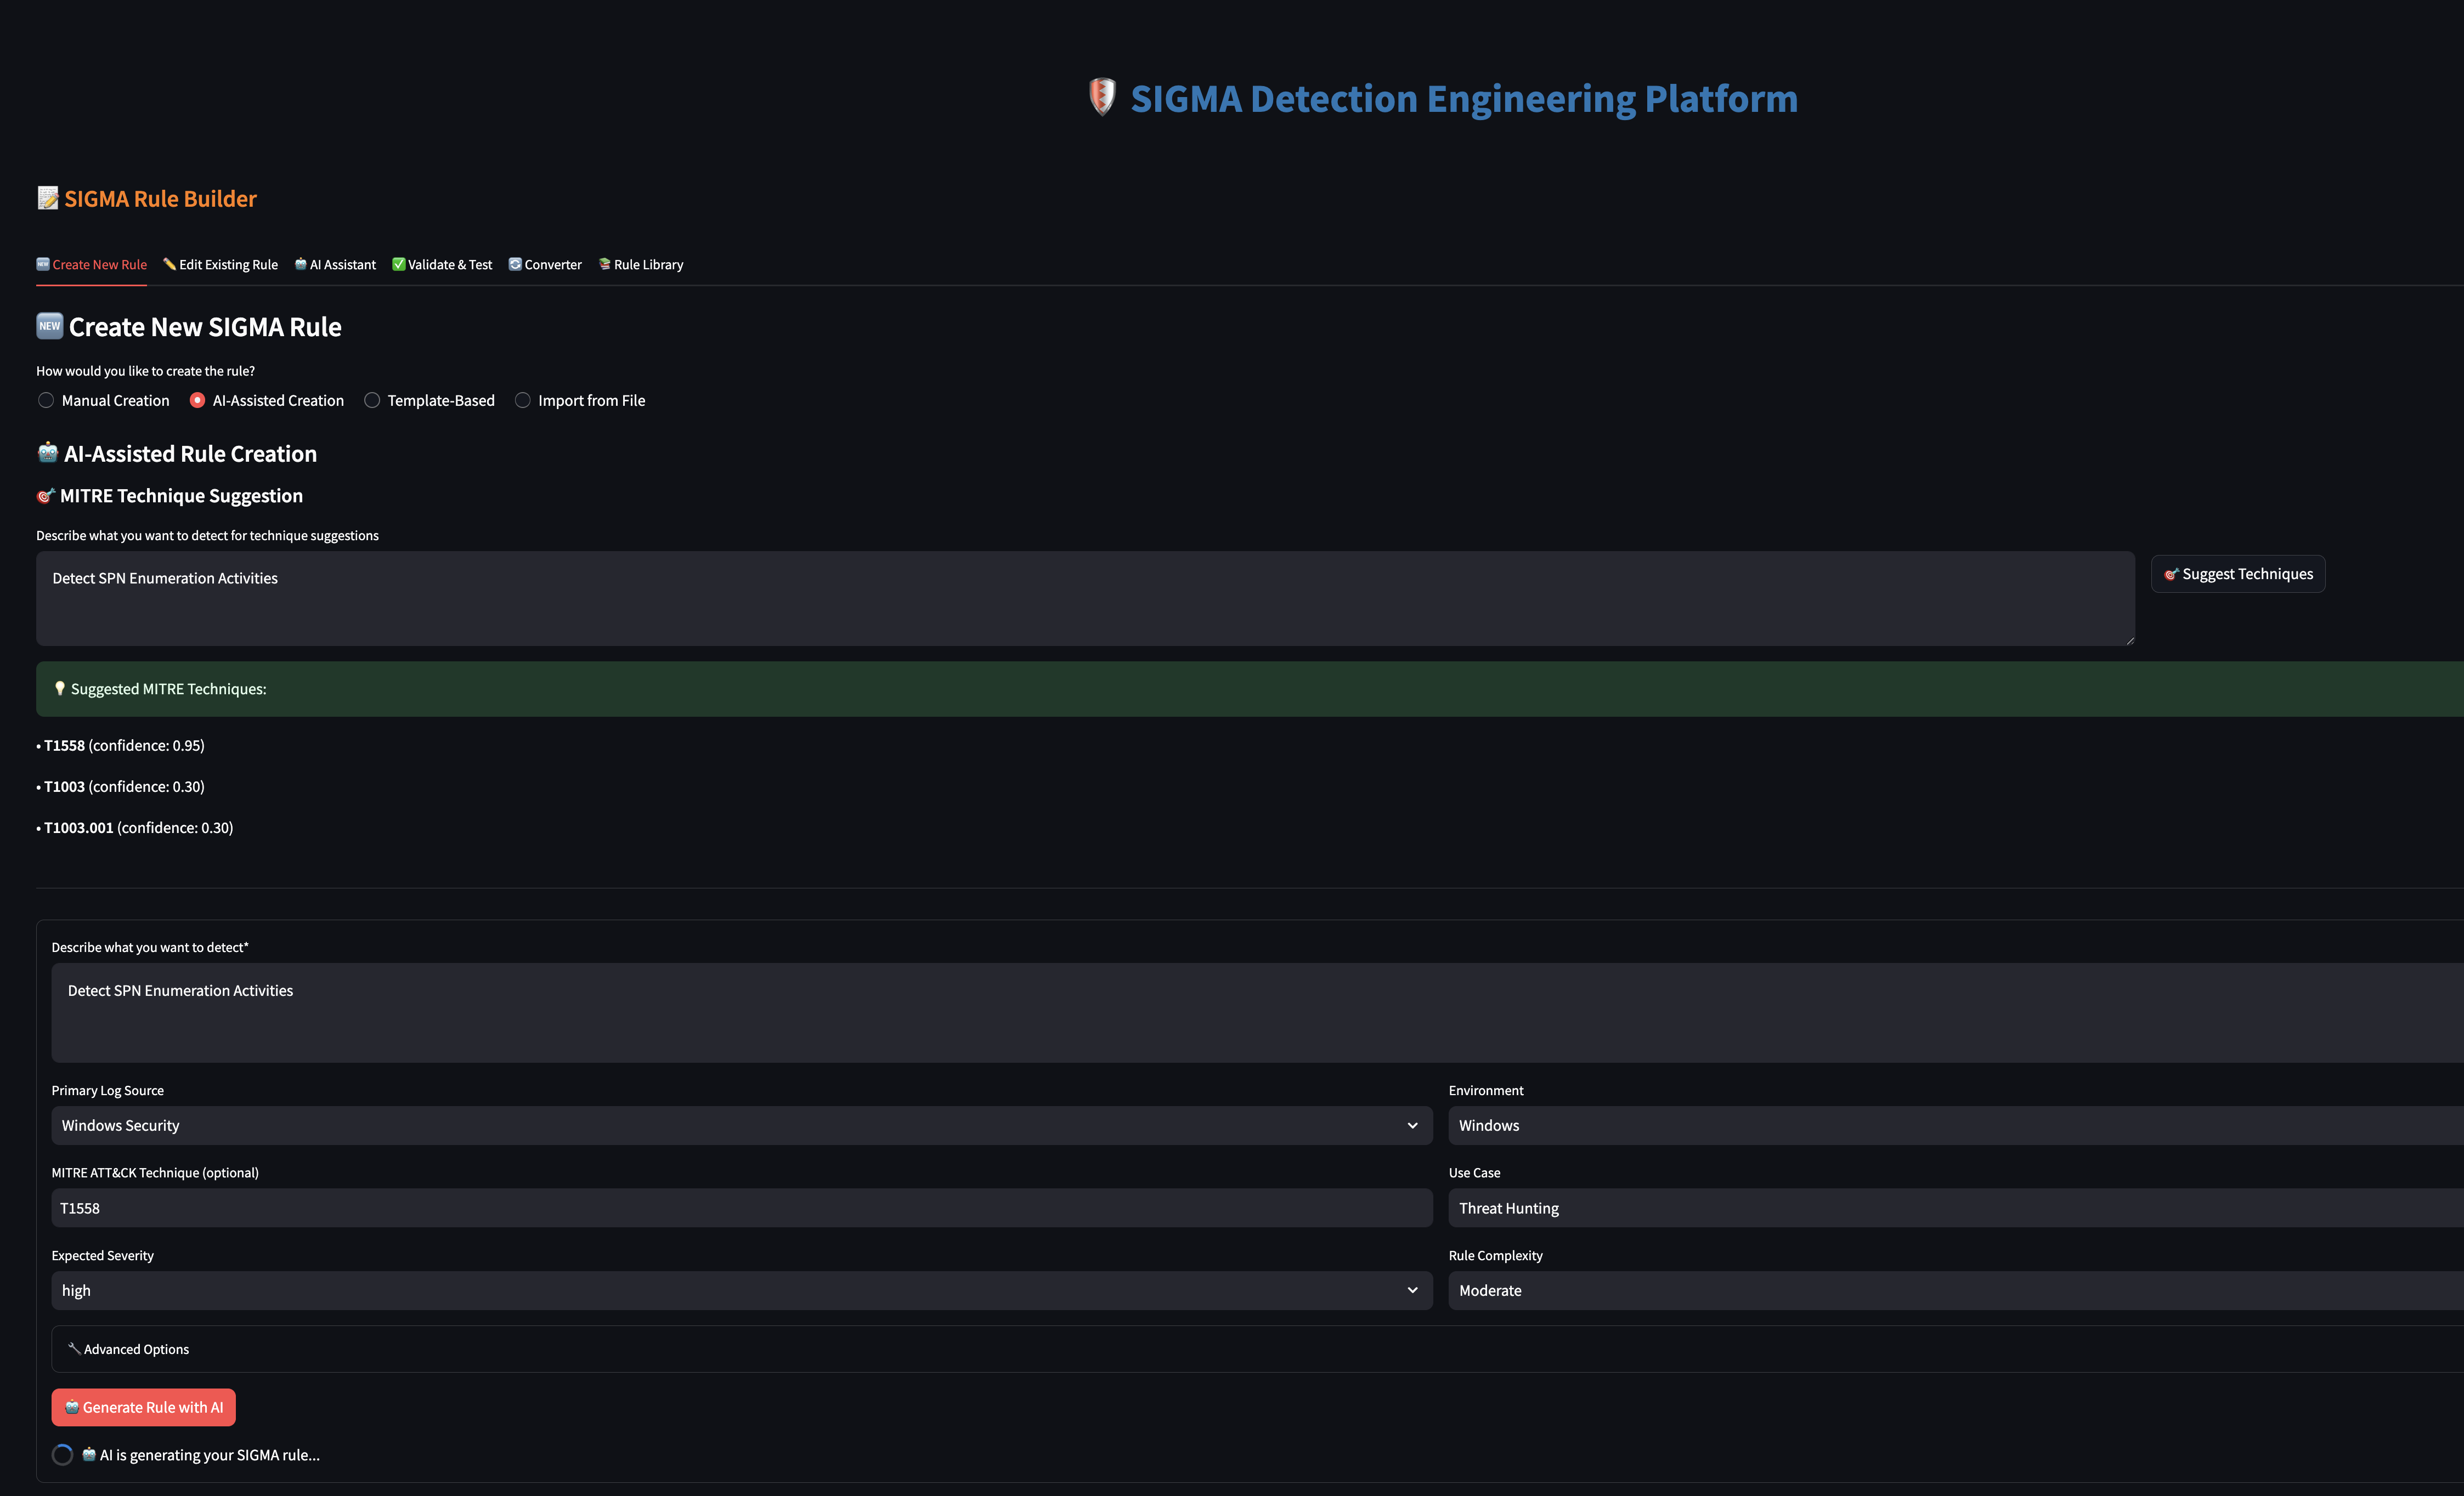 SIGMA Detection Engineering Platform
SIGMA Rule Builder
NEW Create New Rule Edit Existing Rule AI Assistant Validate & Test Converter Rule Library
NEW Create New SIGMA Rule
How would you like to create the rule?
Manual Creation AI-Assisted Creation Template-Based Import from File
AI-Assisted Rule Creation
MITRE Technique Suggestion
Describe what you want to detect for technique suggestions
Detect SPN Enumeration Activities
Suggest Techniques
Suggested MITRE Techniques:
• T1558 (confidence: 0.95)
• T1003 (confidence: 0.30)
• T1003.001 (confidence: 0.30)
Describe what you want to detect*
Detect SPN Enumeration Activities
Primary Log Source Environment
Windows Security Windows
MITRE ATT&CK Technique (optional) Use Case
T1558 Threat Hunting
Expected Severity Rule Complexity
high Moderate
Advanced Options
Generate Rule with AI
AI is generating your SIGMA rule...